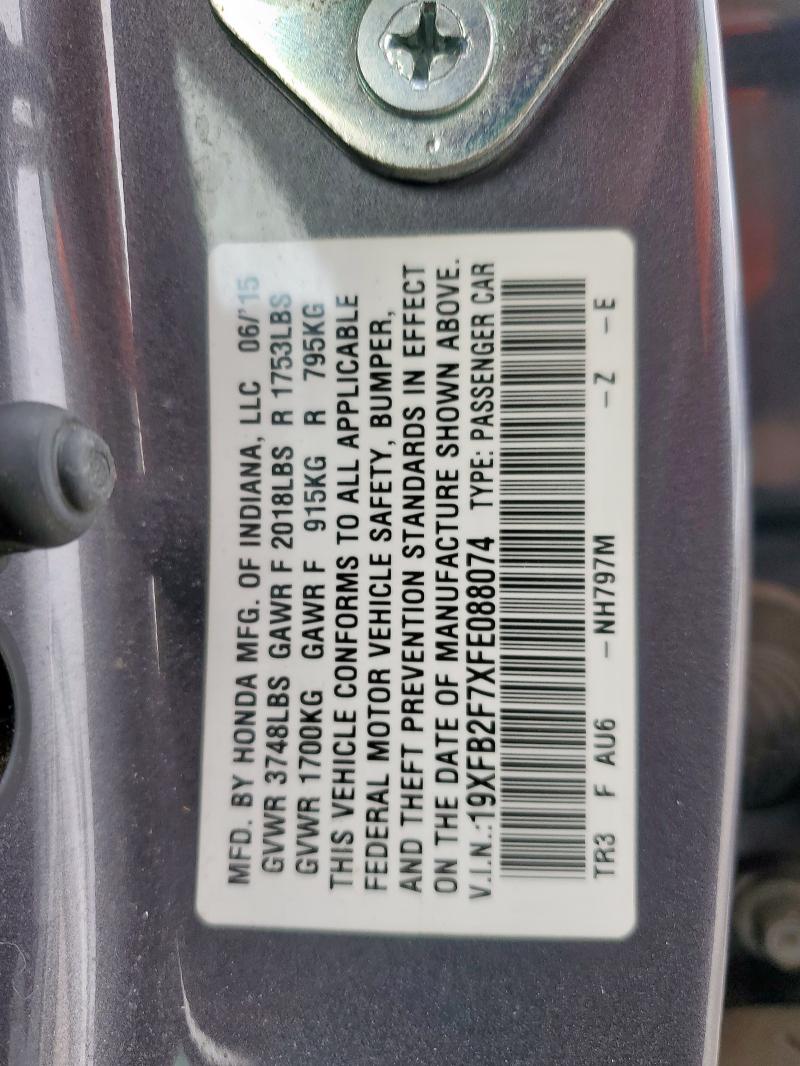 MFD. BY HONDA MFG. OF INDIANA, LLC 06/'15
GVWR 3748LBS GAWR F 2018LBS R 1753LBS
GVWR 1700KG GAWR F 915KG R 795KG
THIS VEHICLE CONFORMS TO ALL APPLICABLE
FEDERAL MOTOR VEHICLE SAFETY, BUMPER,
AND THEFT PREVENTION STANDARDS IN EFFECT
ON THE DATE OF MANUFACTURE SHOWN ABOVE.
V.I.N.:19XFB2F7XFE088074 TYPE: PASSENGER CAR
TR3 F AU6 -NH797M -Z -E